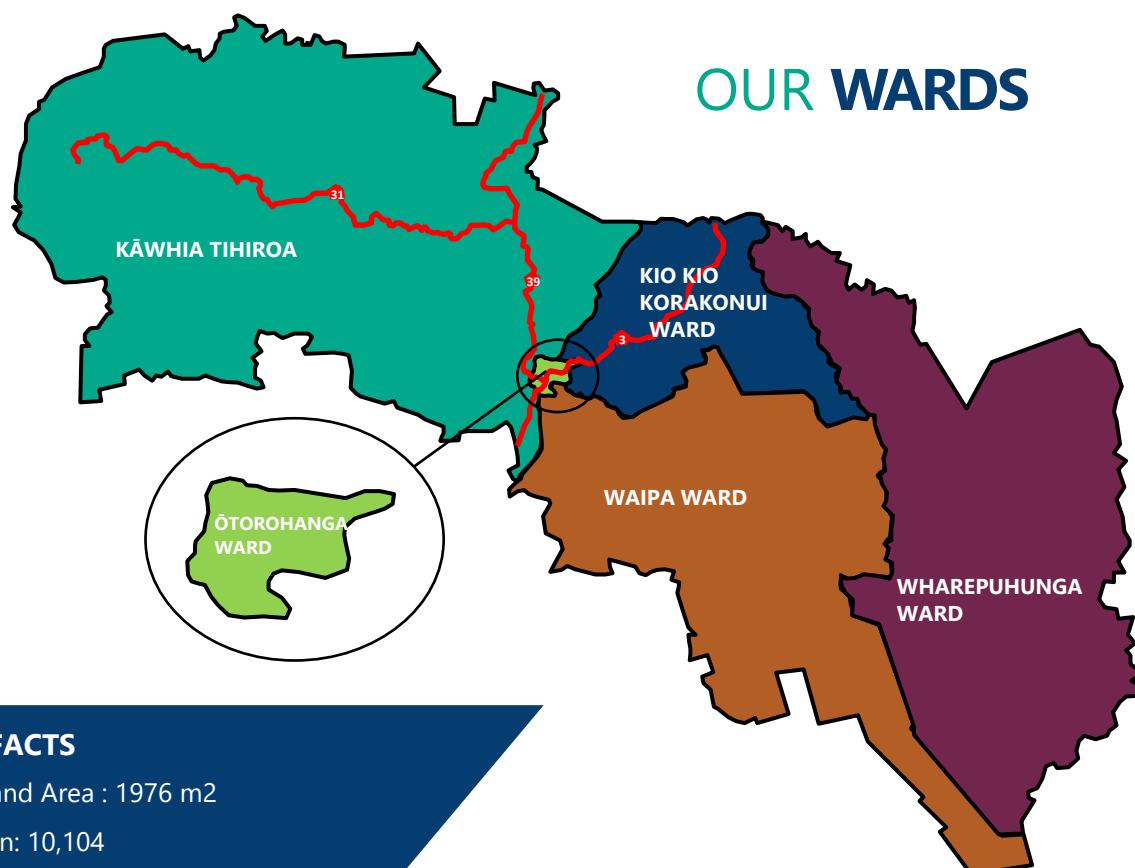 OUR WARDS
31
KĀWHIA TIHIROA
39
KIO KIO
KORAKONUI
WARD
3
WAIPA WARD
ŌTOROHANGA
WARD
WHAREPUHUNGA
WARD
FACTS
and Area : 1976 m2
n: 10,104